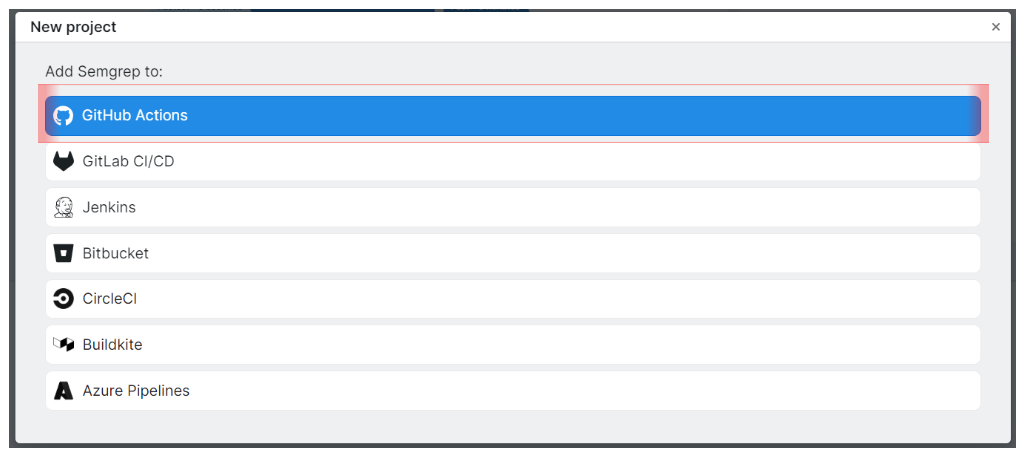 New project
×
Add Semgrep to:
GitHub Actions
GitLab CI/CD
Jenkins
Bitbucket
CircleCI
Buildkite
Azure Pipelines